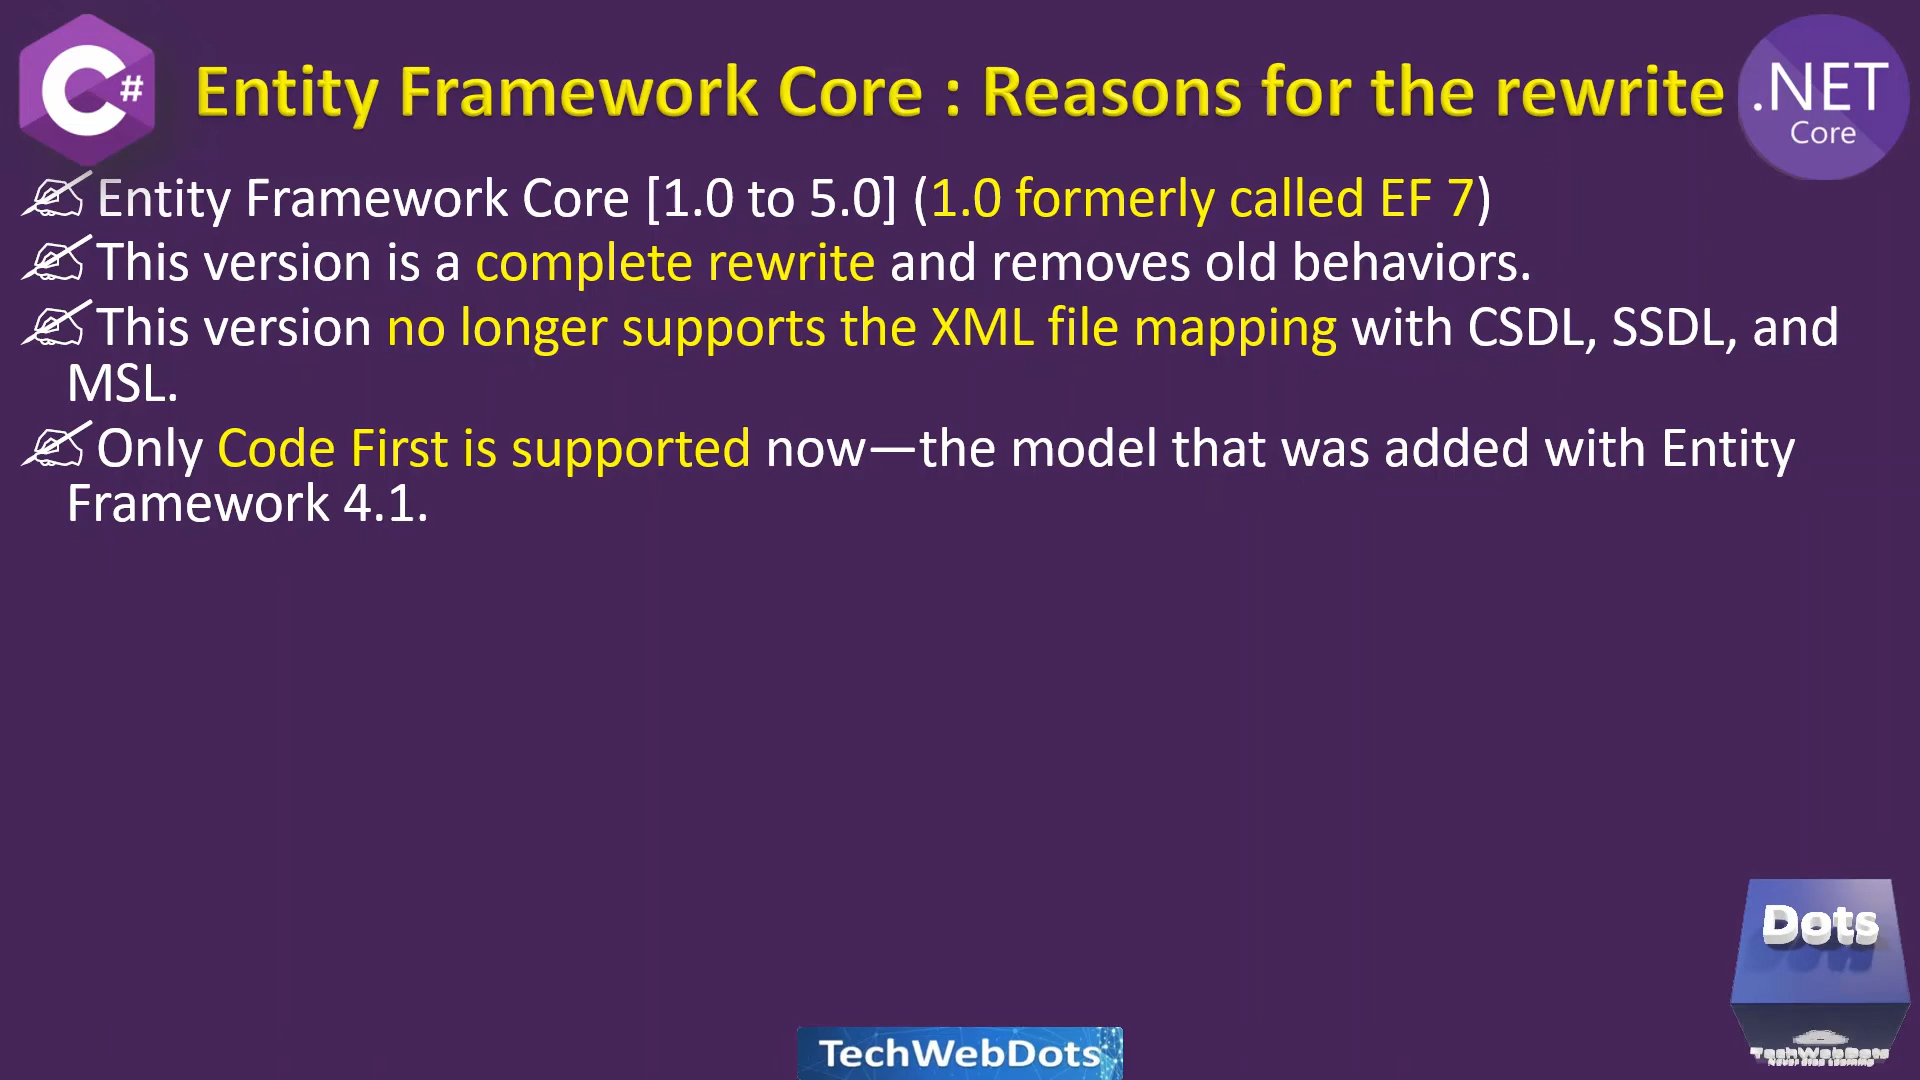 C#
Entity Framework Core : Reasons for the rewrite
.NET
Core
Entity Framework Core [1.0 to 5.0] (1.0 formerly called EF 7)
This version is a complete rewrite and removes old behaviors.
This version no longer supports the XML file mapping with CSDL, SSDL, and
MSL.
Only Code First is supported now—the model that was added with Entity
Framework 4.1.
Dots
TechWebDots
TechWebDots